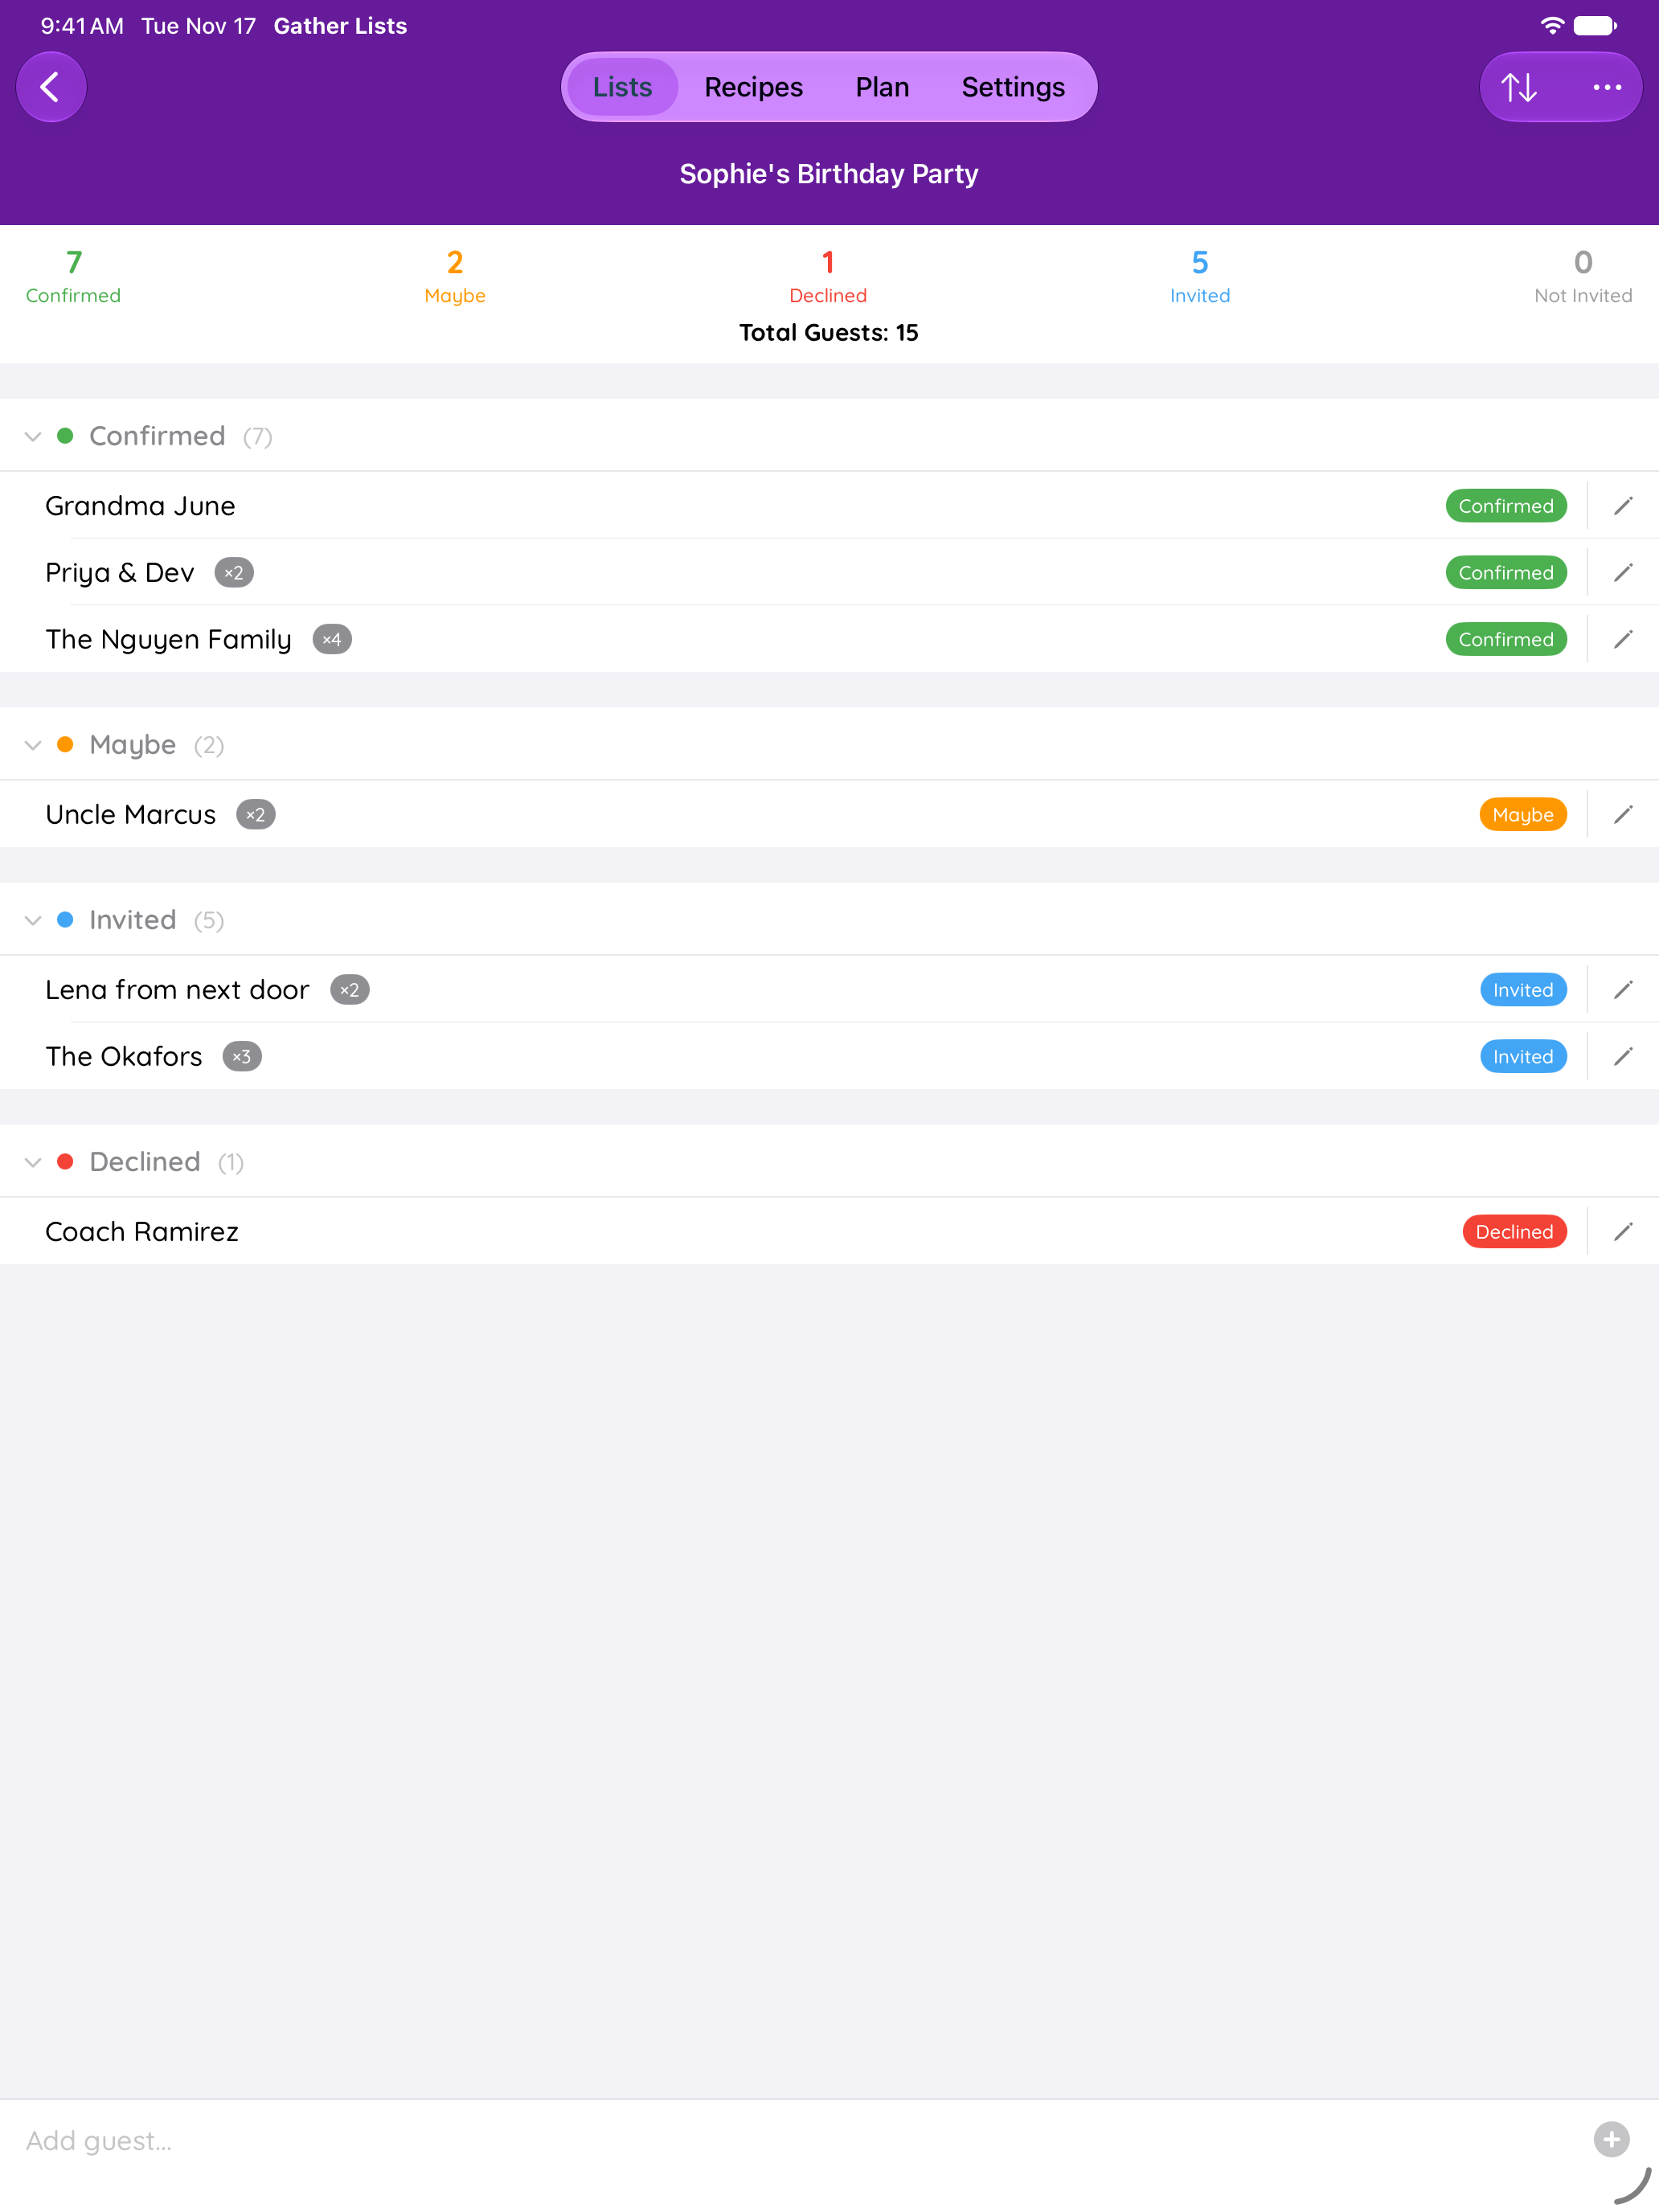 9:41 AM Tue Nov 17 Gather Lists
Lists Recipes Plan Settings
Sophie's Birthday Party
7 2 1 5 0
Confirmed Maybe Declined Invited Not Invited
Total Guests: 15
Confirmed (7)
Grandma June Confirmed
Priya & Dev ×2 Confirmed
The Nguyen Family ×4 Confirmed
Maybe (2)
Uncle Marcus ×2 Maybe
Invited (5)
Lena from next door ×2 Invited
The Okafors ×3 Invited
Declined (1)
Coach Ramirez Declined
Add guest...